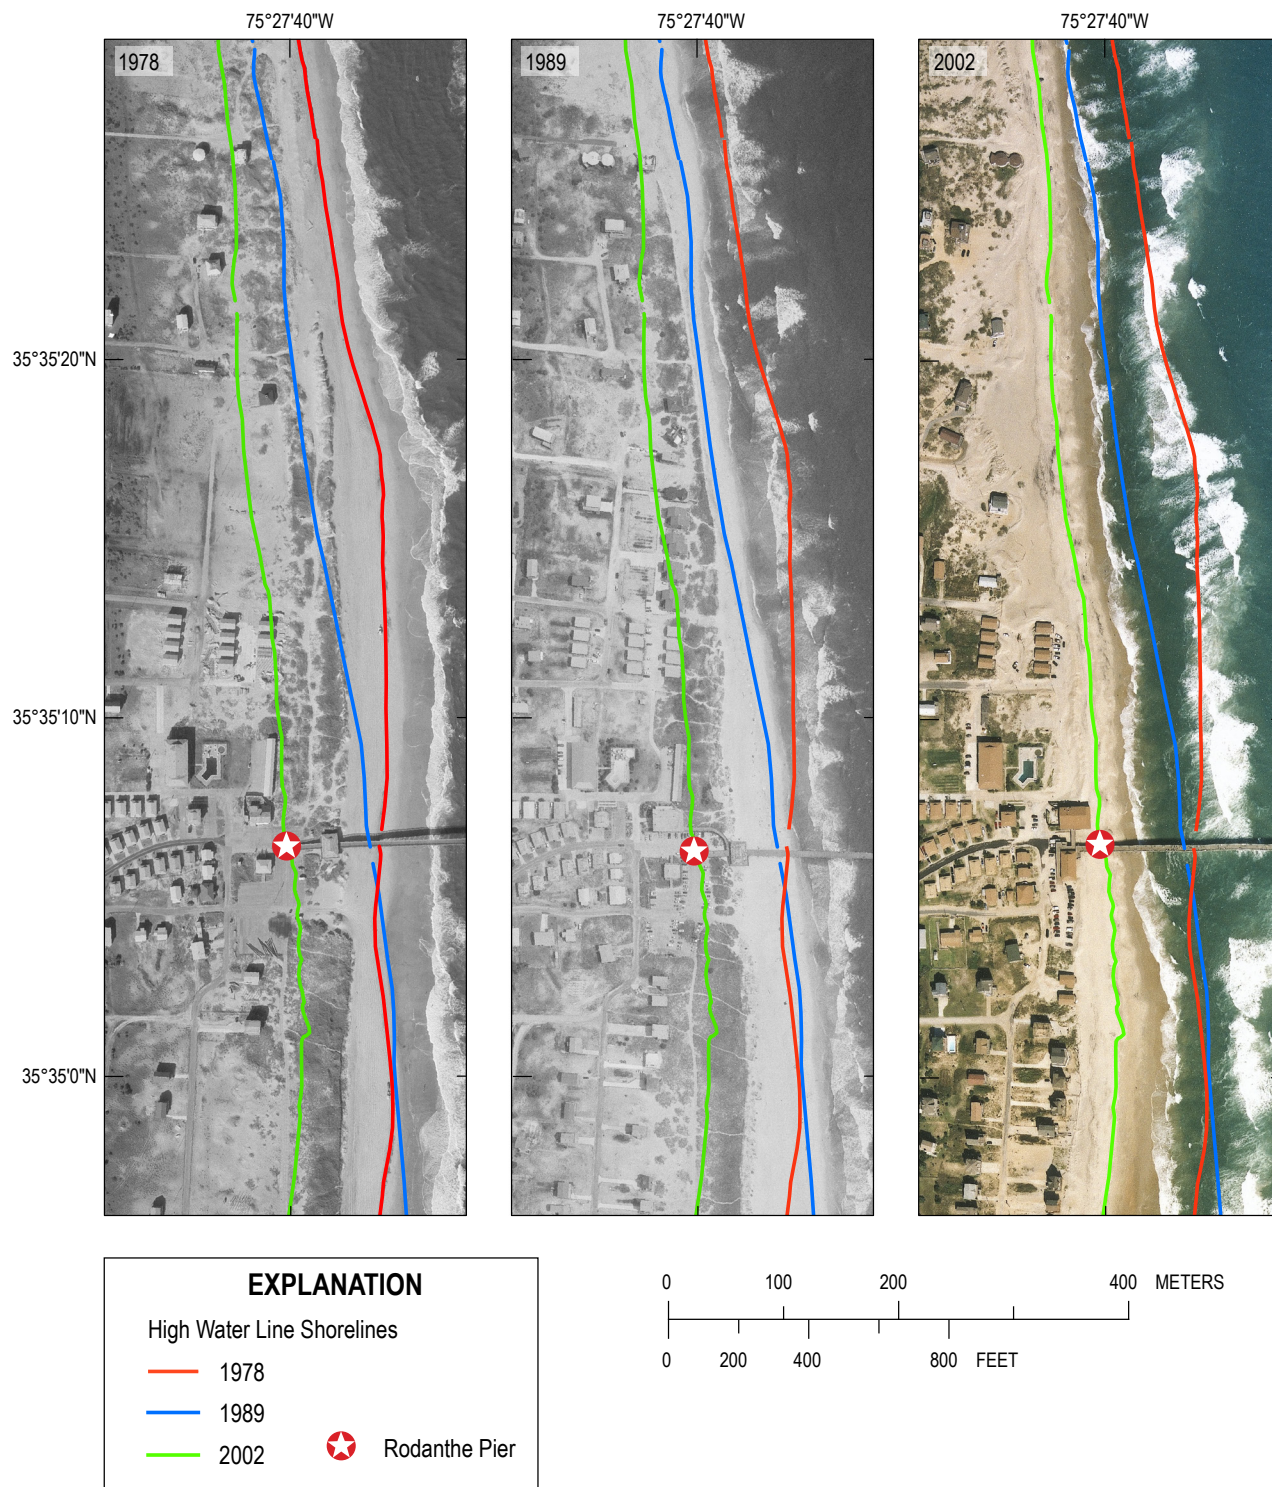 75°27'40"W 75°27'40"W 75°27'40"W
1978 1989 2002
35°35'20"N
35°35'10"N
35°35'0"N
EXPLANATION
High Water Line Shorelines
1978
1989
2002
Rodanthe Pier
0 100 200 400 METERS
0 200 400 800 FEET